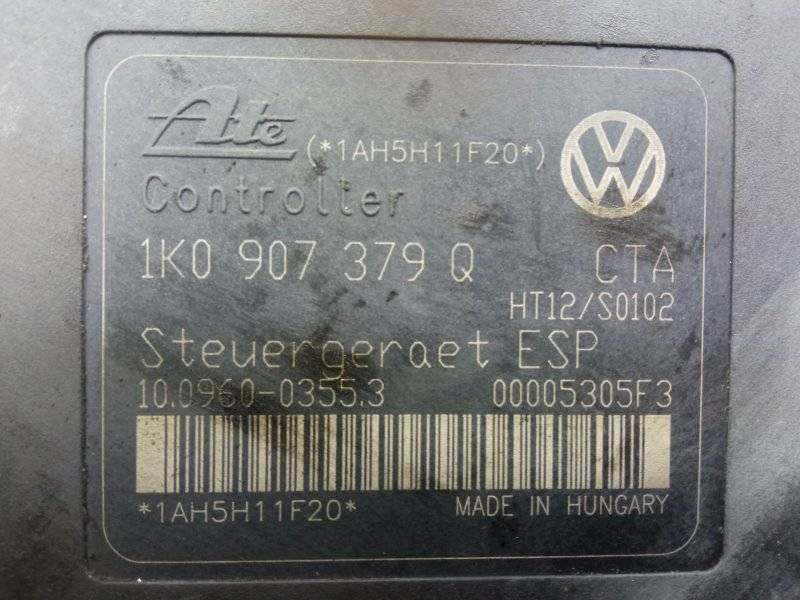 Ate (*1AH5H11F20*)
Controller
1K0 907 379 Q CTA
HT12/S0102
Steuergeraet ESP
10.0960-0355.3 00005305F3
*1AH5H11F20* MADE IN HUNGARY